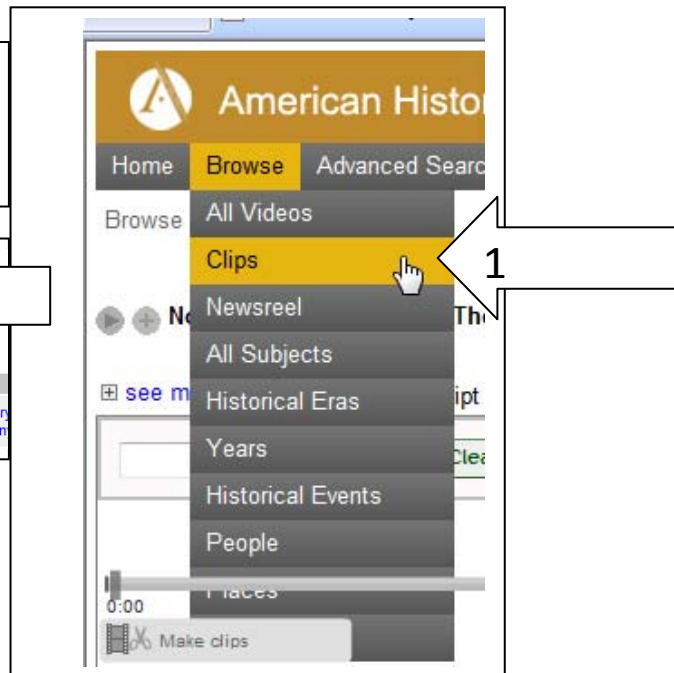 American Histo
Home Browse Advanced Searc
Browse
All Videos
Clips
1
Newsreel
All Subjects
see m
Historical Eras
ipt
Years
Clea
Historical Events
People
Places
0:00
Make clips